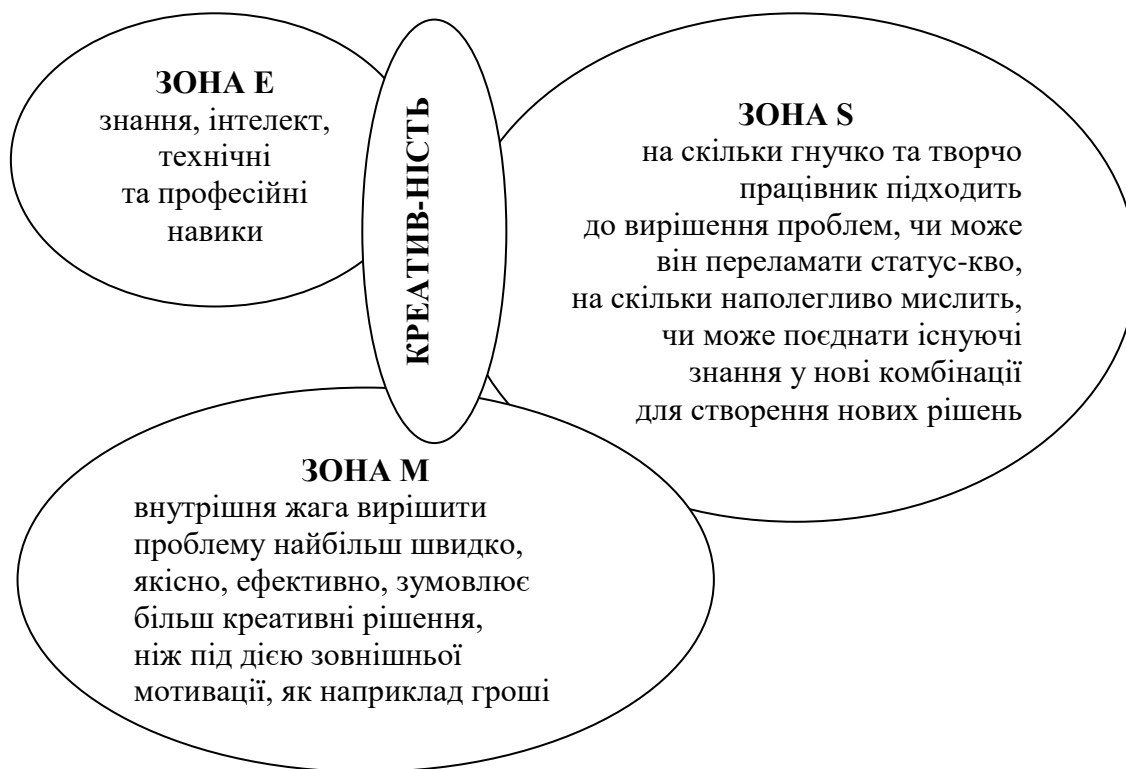 ЗОНА Е
знання, інтелект,
технічні
та професійні
навики
КРЕАТИВ-НІСТЬ
ЗОНА S
на скільки гнучко та творчо
працівник підходить
до вирішення проблем, чи може
він переламати статус-кво,
на скільки наполегливо мислить,
чи може поєднати існуючі
знання у нові комбінації
для створення нових рішень
ЗОНА М
внутрішня жага вирішити
проблему найбільш швидко,
якісно, ефективно, зумовлює
більш креативні рішення,
ніж під дією зовнішньої
мотивації, як наприклад гроші